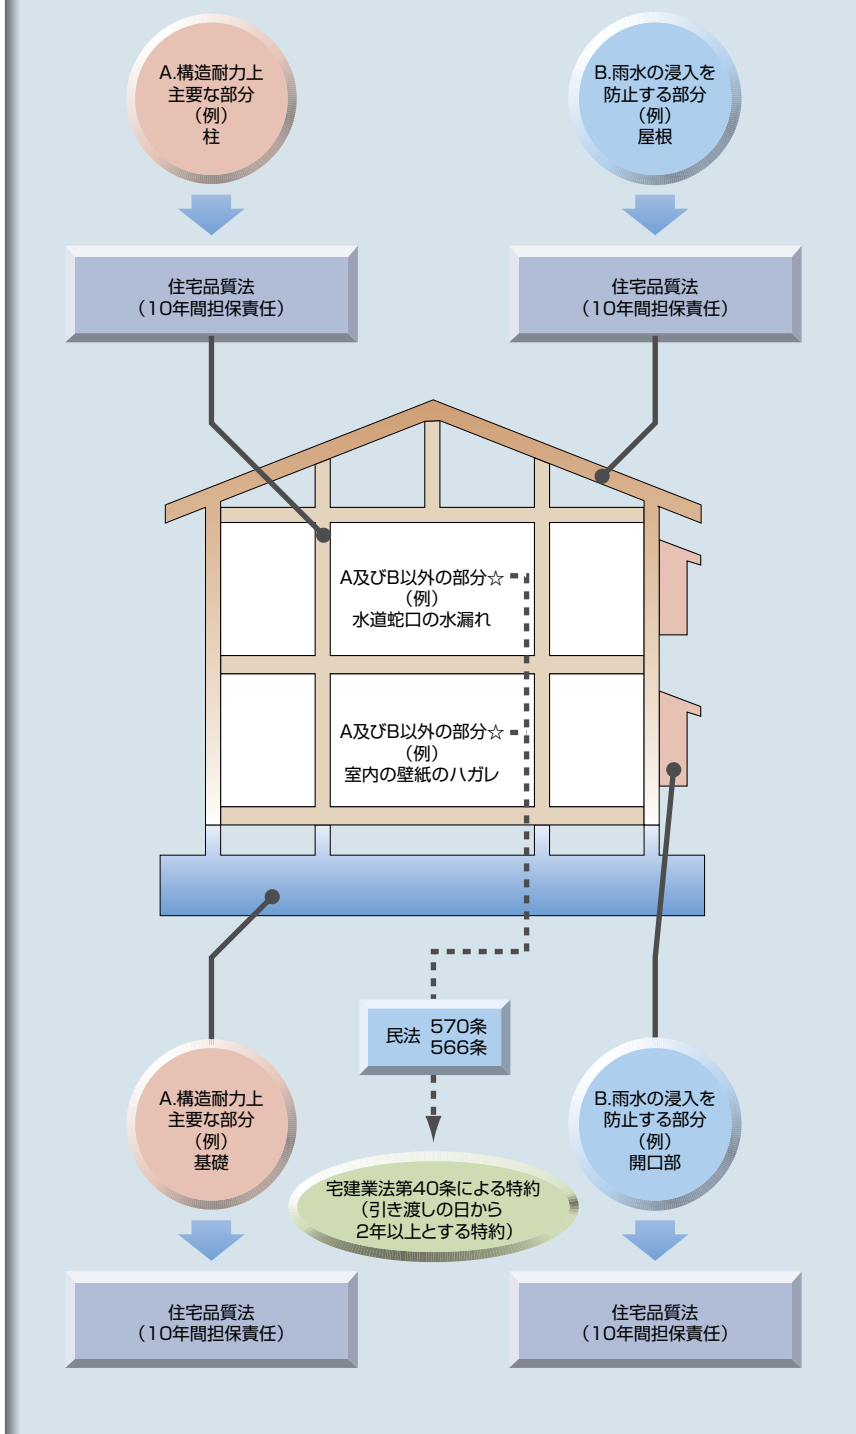 A.構造耐力上
主要な部分
(例)
柱
B.雨水の浸入を
防止する部分
(例)
屋根
住宅品質法
(10年間担保責任)
住宅品質法
(10年間担保責任)
A及びB以外の部分☆
(例)
水道蛇口の水漏れ
A及びB以外の部分☆
(例)
室内の壁紙のハガレ
民法 570条
566条
A.構造耐力上
主要な部分
(例)
基礎
B.雨水の浸入を
防止する部分
(例)
開口部
宅建業法第40条による特約
(引き渡しの日から
2年以上とする特約)
住宅品質法
(10年間担保責任)
住宅品質法
(10年間担保責任)